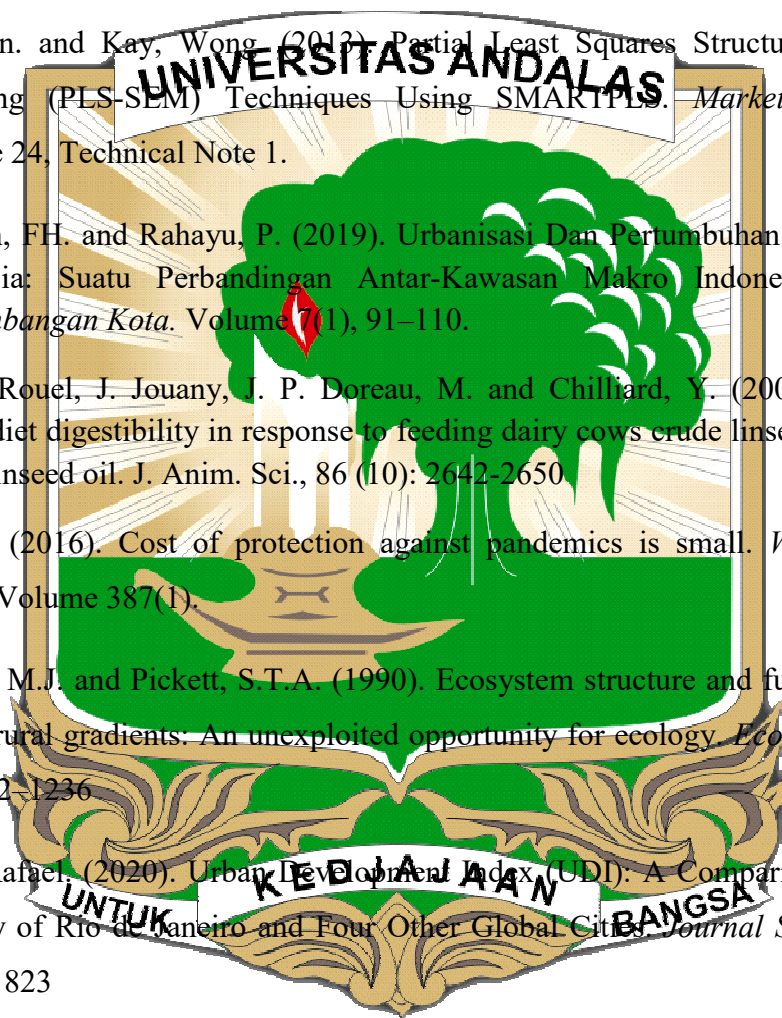 UNIVERSITAS ANDALAS
n. and Kay, Wong. (2013). Partial Least Squares Structu
ng (PLS-SEM) Techniques Using SMARTPLS. Market
e 24, Technical Note 1.
n, FH. and Rahayu, P. (2019). Urbanisasi Dan Pertumbuhan
ia: Suatu Perbandingan Antar-Kawasan Makro Indone
nbangan Kota. Volume 7(1), 91–110.
Rouel, J. Jouany, J. P. Doreau, M. and Chilliard, Y. (200
diet digestibility in response to feeding dairy cows crude linse
inseed oil. J. Anim. Sci., 86 (10): 2642-2650
(2016). Cost of protection against pandemics is small. W
Volume 387(1).
M.J. and Pickett, S.T.A. (1990). Ecosystem structure and fu
rural gradients: An unexploited opportunity for ecology. Eco
2–1236
Rafael. (2020). Urban Development Index (UDI): A Compari
y of Rio de Janeiro and Four Other Global Cities. Journal S
823
UNTUK KEDJAJAAN BANGSA